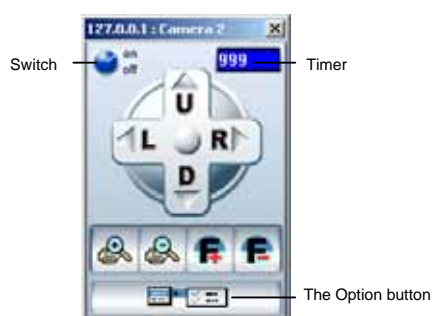 127.0.0.1 : Camera 2
on
off
Switch
999
Timer
U
L
R
D
F
F
The Option button